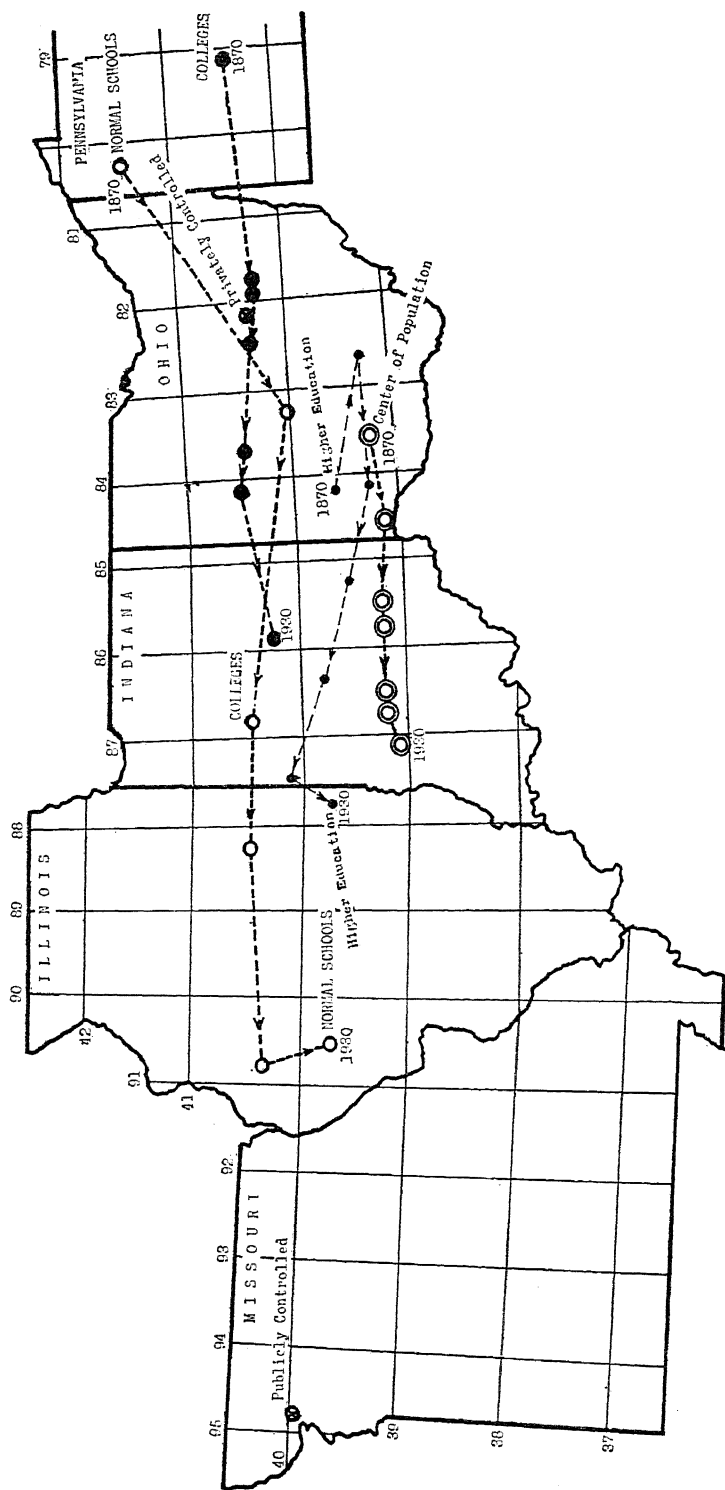 ILLINOIS
INDIANA
OHIO
PENNSYLVANIA
MISSOURI
79
81
82
83
84
85
86
87
88
89
90
91
92
93
94
95
42
41
40
39
38
37
1870
NORMAL SCHOOLS
COLLEGES
1870
Privately Controlled
COLLEGES
1930
1870 Higher Education
Center of Population
1870
1930
Higher Education
1930
NORMAL SCHOOLS
1930
Publicly Controlled